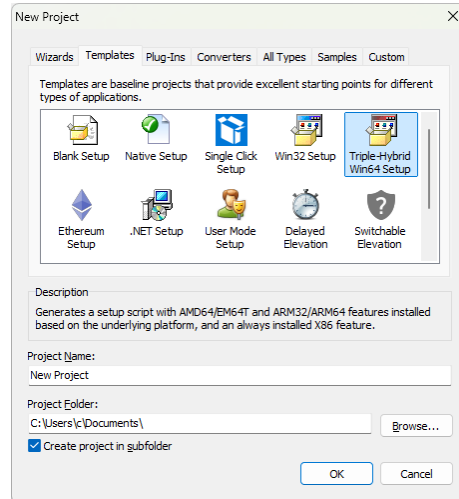 New Project
Wizards Templates Plug-Ins Converters All Types Samples Custom
Templates are baseline projects that provide excellent starting points for different
types of applications.
Blank Setup Native Setup Single Click Setup Win32 Setup Triple-Hybrid Win64 Setup
Ethereum Setup .NET Setup User Mode Setup Delayed Elevation Switchable Elevation
Description
Generates a setup script with AMD64/EM64T and ARM32/ARM64 features installed
based on the underlying platform, and an always installed X86 feature.
Project Name:
New Project
Project Folder:
C:\Users\c\Documents\
Browse...
Create project in subfolder
OK Cancel